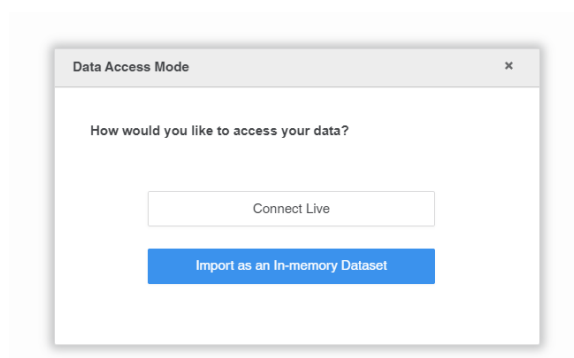 Data Access Mode ×
How would you like to access your data?
Connect Live
Import as an In-memory Dataset